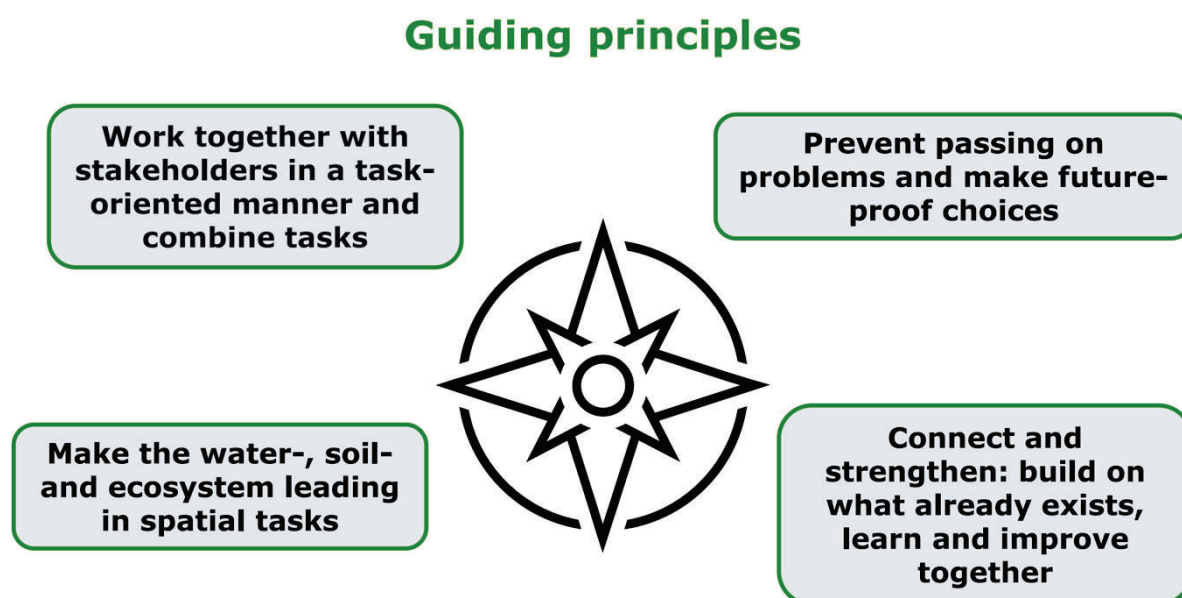 Guiding principles
Work together with
stakeholders in a task-
oriented manner and
combine tasks
Prevent passing on
problems and make future-
proof choices
Make the water-, soil-
and ecosystem leading
in spatial tasks
Connect and
strengthen: build on
what already exists,
learn and improve
together